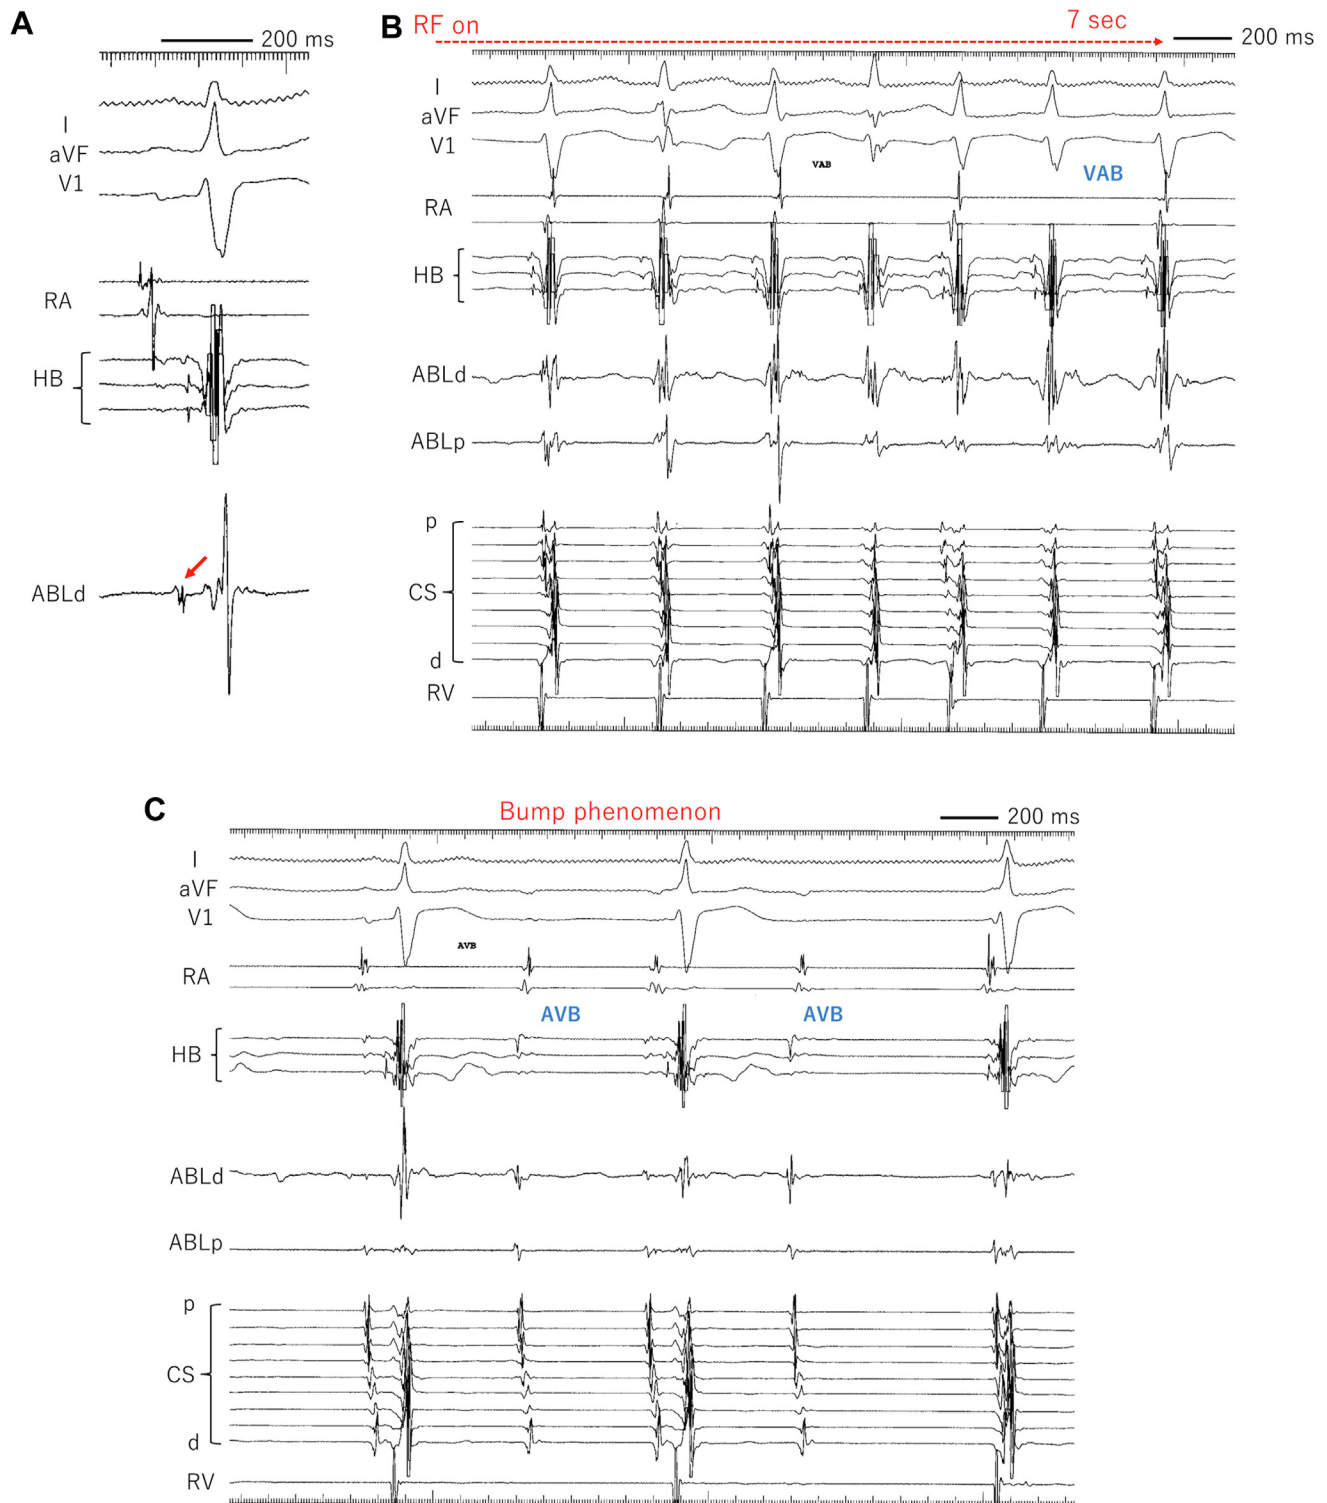 A
200 ms
I
aVF
V1
RA
HB
ABLd
B
RF on
7 sec
200 ms
I
aVF
V1
VAB
VAB
RA
HB
ABLd
ABLp
p
CS
d
RV
C
Bump phenomenon
200 ms
I
aVF
V1
AVB
RA
AVB
AVB
HB
ABLd
ABLp
p
CS
d
RV